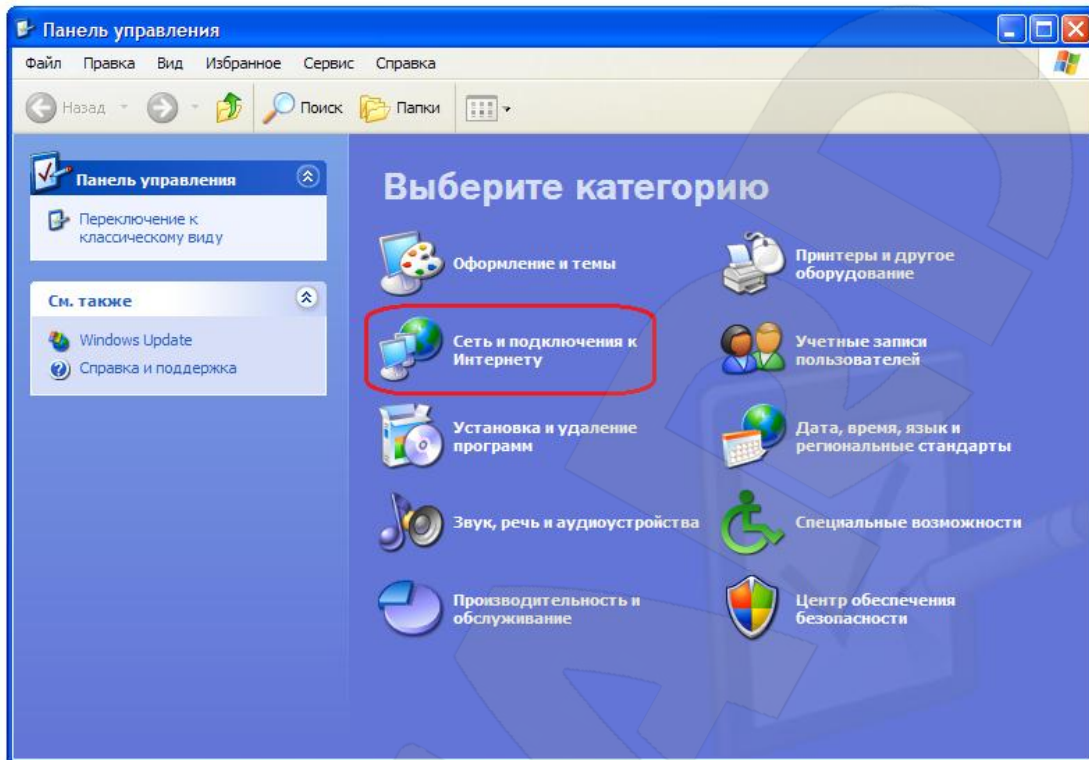 Панель управления
Файл Правка Вид Избранное Сервис Справка
Назад Поиск Папки
Панель управления
Переключение к
классическому виду
См. также
Windows Update
Справка и поддержка
Выберите категорию
Оформление и темы
Принтеры и другое
оборудование
Сеть и подключения к
Интернету
Учетные записи
пользователей
Установка и удаление
программ
Дата, время, язык и
региональные стандарты
Звук, речь и аудиоустройства
Специальные возможности
Производительность и
обслуживание
Центр обеспечения
безопасности